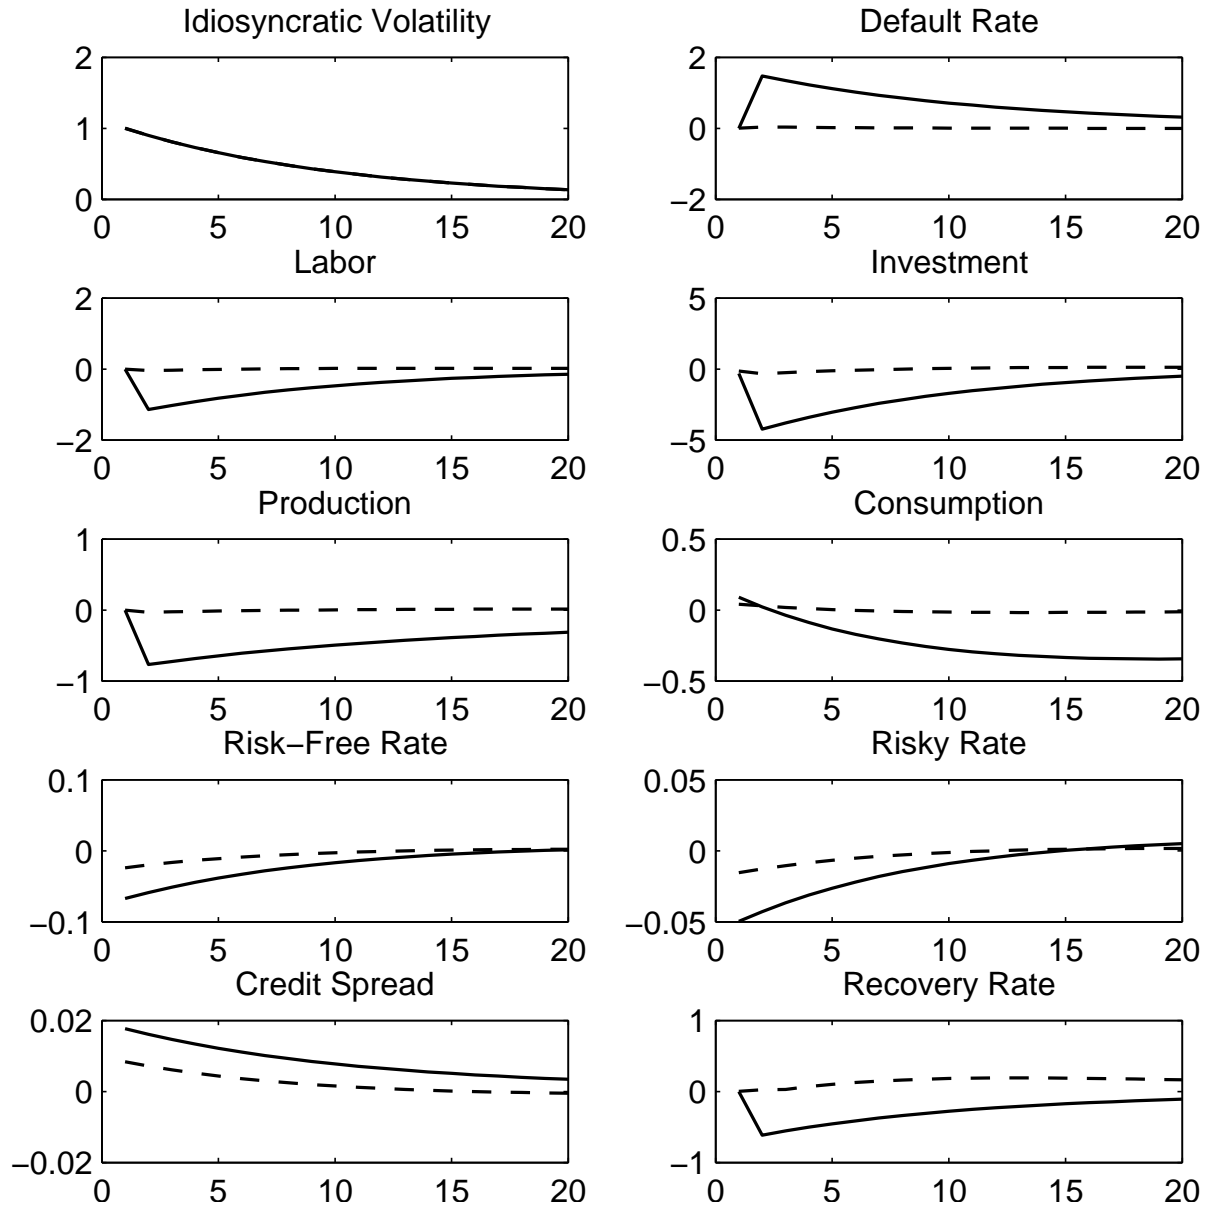 Idiosyncratic Volatility
2
1
0
0 5 10 15 20
Default Rate
2
0
−2
0 5 10 15 20
Labor
2
0
−2
0 5 10 15 20
Investment
5
0
−5
0 5 10 15 20
Production
1
0
−1
0 5 10 15 20
Consumption
0.5
0
−0.5
0 5 10 15 20
Risk−Free Rate
0.1
0
−0.1
0 5 10 15 20
Risky Rate
0.05
0
−0.05
0 5 10 15 20
Credit Spread
0.02
0
−0.02
0 5 10 15 20
Recovery Rate
1
0
−1
0 5 10 15 20